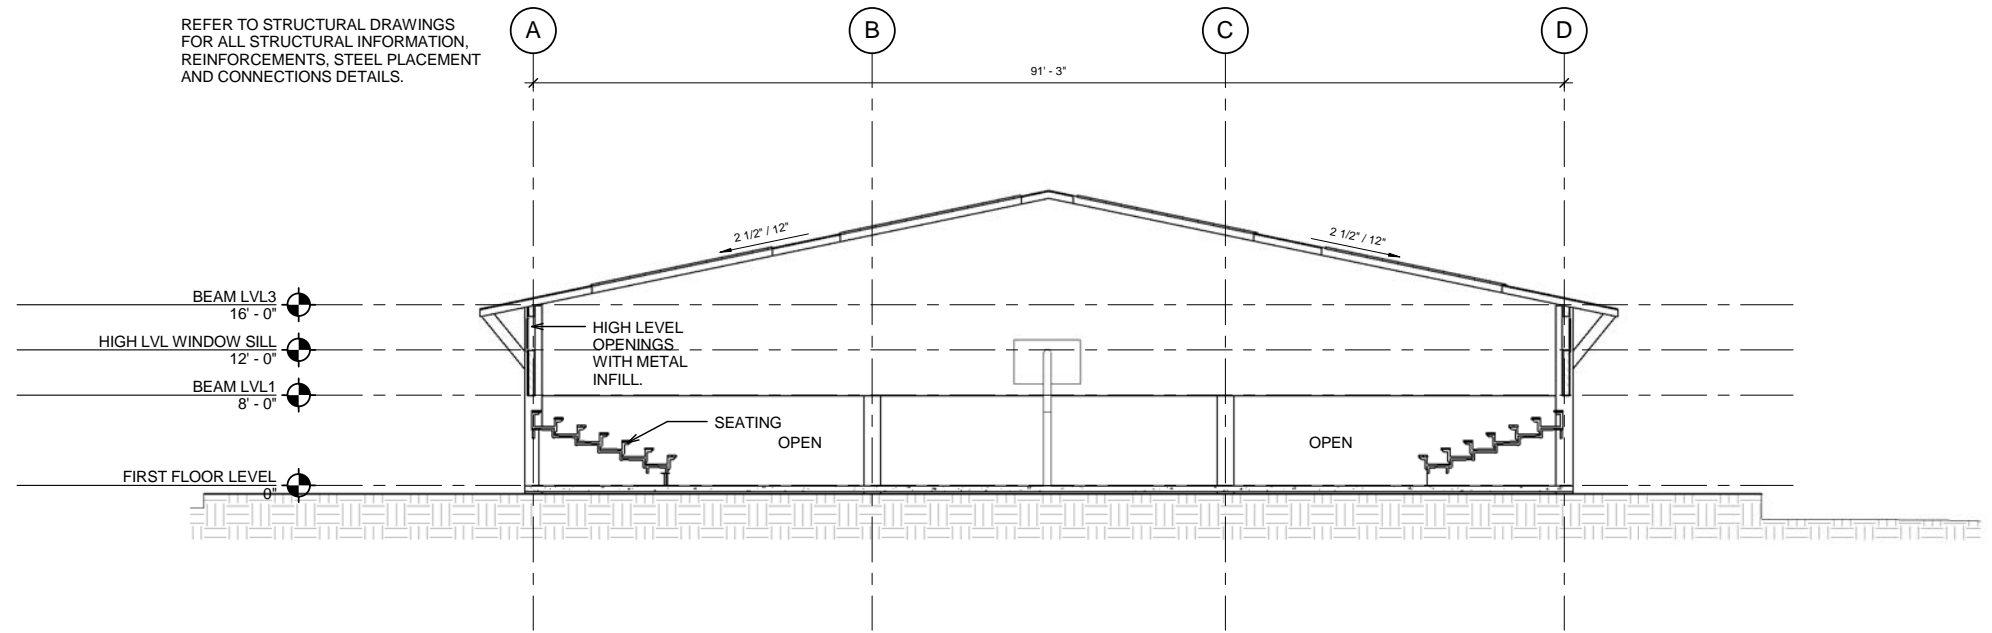 REFER TO STRUCTURAL DRAWINGS
FOR ALL STRUCTURAL INFORMATION,
REINFORCEMENTS, STEEL PLACEMENT
AND CONNECTIONS DETAILS.
A
B
C
D
91' - 3"
2 1/2" / 12"
2 1/2" / 12"
BEAM LVL3
16' - 0"
HIGH LVL WINDOW SILL
12' - 0"
BEAM LVL1
8' - 0"
FIRST FLOOR LEVEL
0"
HIGH LEVEL
OPENINGS
WITH METAL
INFILL.
SEATING
OPEN
OPEN